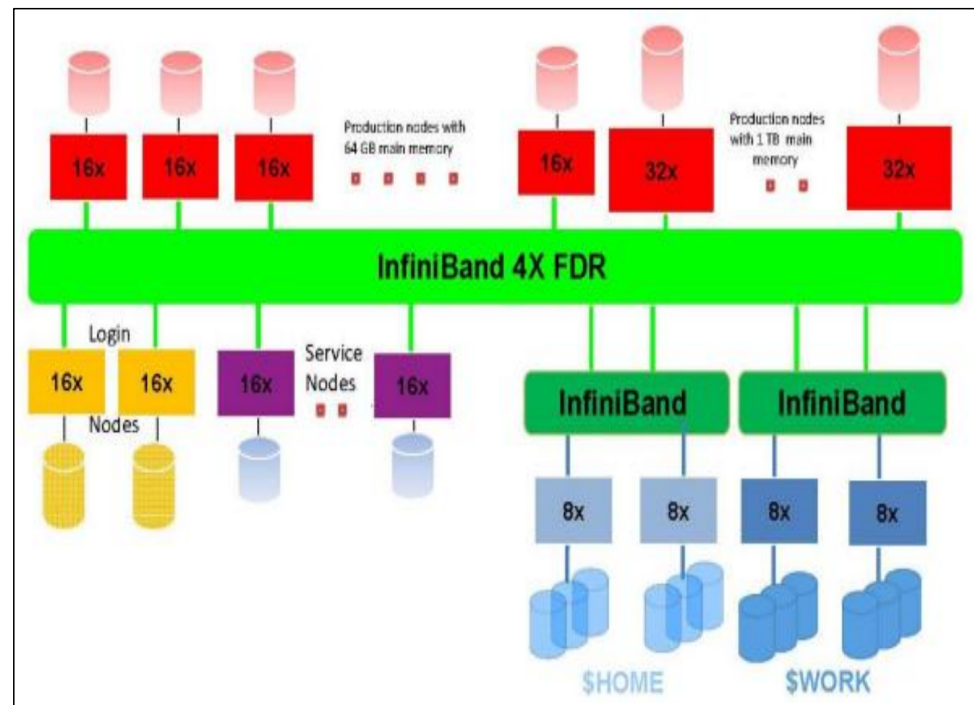 Production nodes with
64 GB main memory
Production nodes
with 1 TB main
memory
16x
16x
16x
16x
32x
32x
InfiniBand 4X FDR
Login
16x
16x
Nodes
16x
Service
Nodes
16x
InfiniBand
InfiniBand
8x
8x
8x
8x
$HOME
$WORK